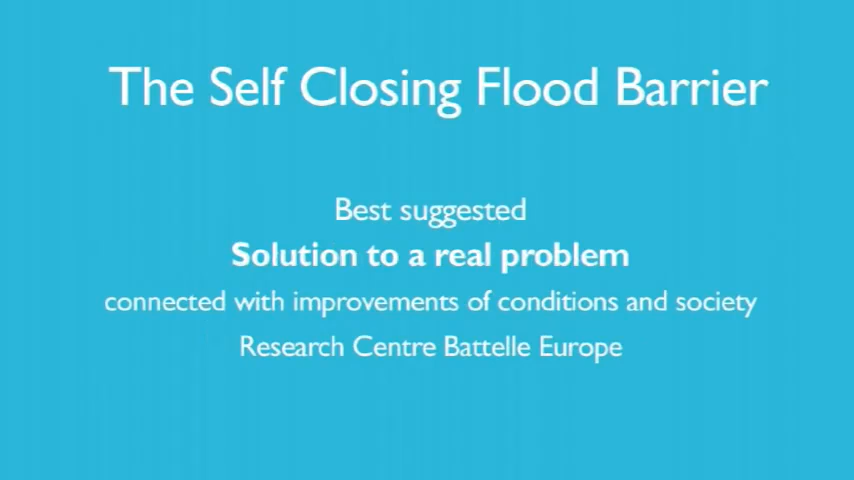 The Self Closing Flood Barrier
Best suggested
Solution to a real problem
connected with improvements of conditions and society
Research Centre Battelle Europe